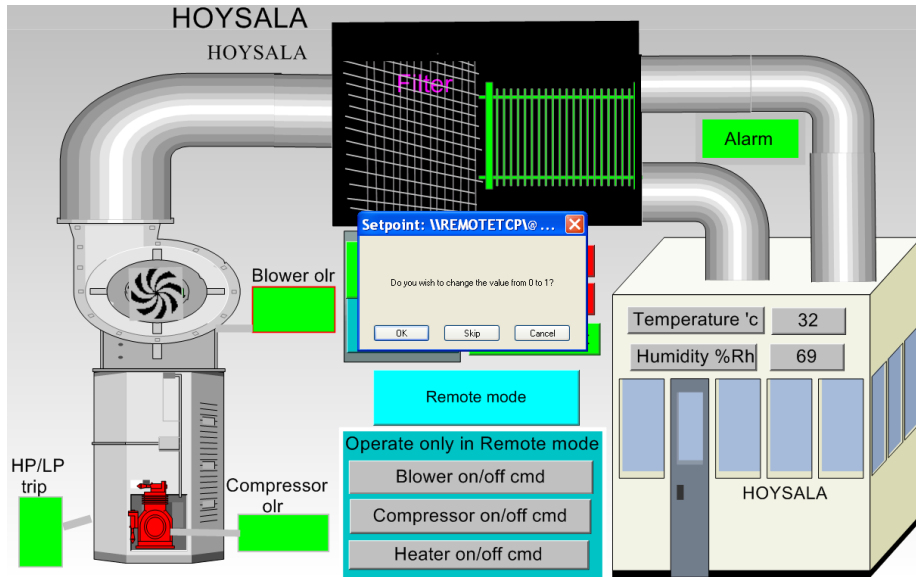 HOYSALA
HOYSALA
Filter
Alarm
Setpoint: \\REMOTETCP\@ ...
Do you wish to change the value from 0 to 1?
OK
Skip
Cancel
Blower olr
Temperature 'c
32
Humidity %Rh
69
Remote mode
Operate only in Remote mode
Blower on/off cmd
Compressor on/off cmd
Heater on/off cmd
HP/LP
trip
Compressor
olr
HOYSALA